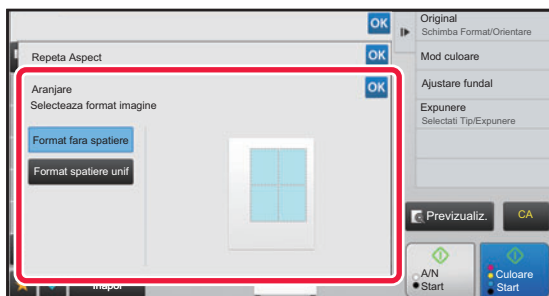 OK
Repeta Aspect
OK
Aranjare
OK
Selecteaza format imagine
Format fara spatiere
Format spatiere unif
Original
Schimba Format/Orientare
Mod culoare
Ajustare fundal
Expunere
Selectati Tip/Expunere
Previzualiz.
CA
A/N
Start
Culoare
Start
Inapoi